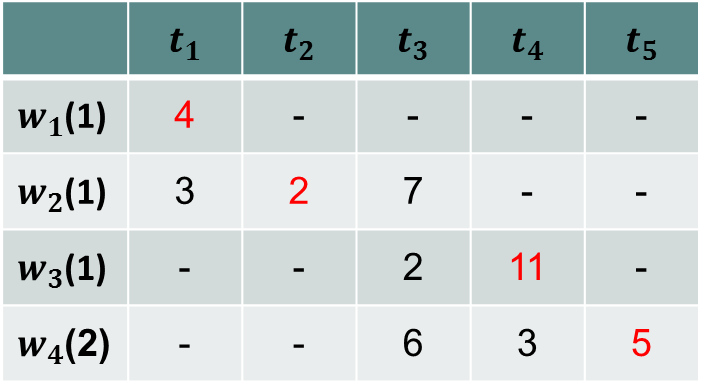 t₁ t₂ t₃ t₄ t₅
w₁(1) 4 - - - -
w₂(1) 3 2 7 - -
w₃(1) - - 2 11 -
w₄(2) - - 6 3 5